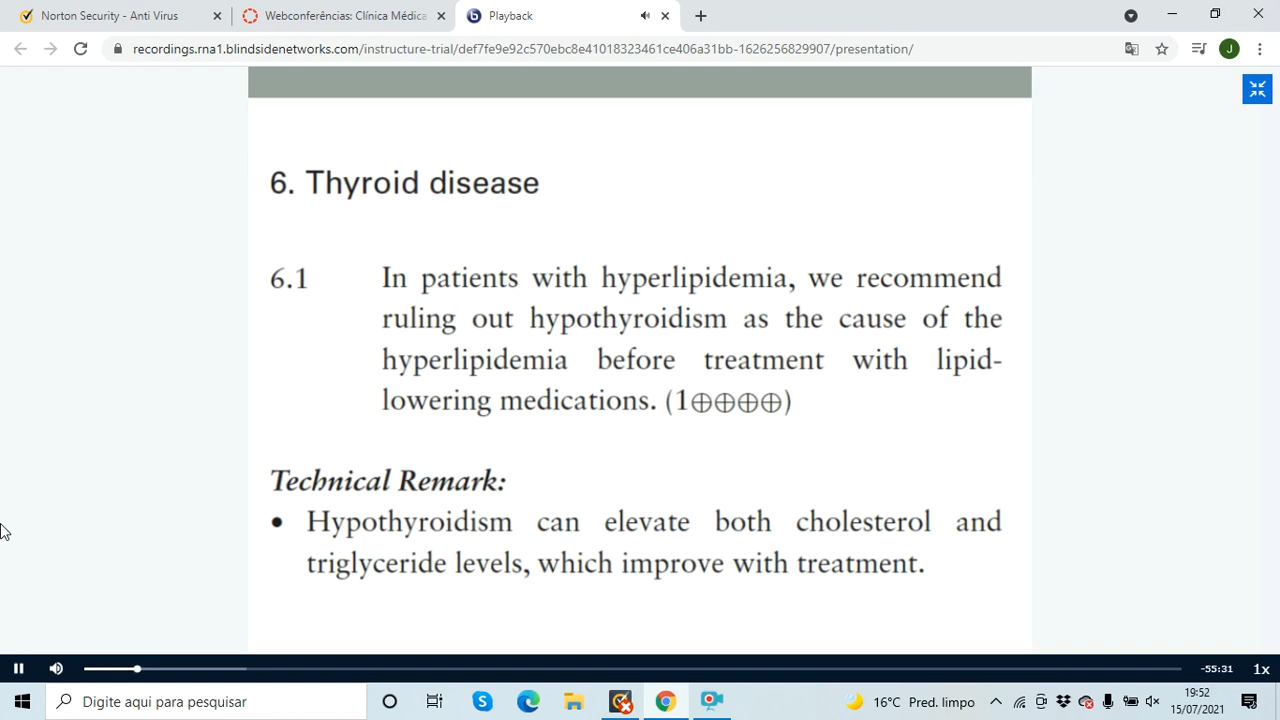 Norton Security - Anti Virus
Webconferências: Clínica Médica
Playback
recordings.rna1.blindsidenetworks.com/instructure-trial/def7fe9e92c570ebc8e41018323461ce406a31bb-1626256829907/presentation/
J
6. Thyroid disease
6.1 In patients with hyperlipidemia, we recommend
ruling out hypothyroidism as the cause of the
hyperlipidemia before treatment with lipid-
lowering medications. (1⊕⊕⊕⊕)
Technical Remark:
• Hypothyroidism can elevate both cholesterol and
triglyceride levels, which improve with treatment.
-55:31 1x
Digite aqui para pesquisar
16°C Pred. limpo
19:52
15/07/2021